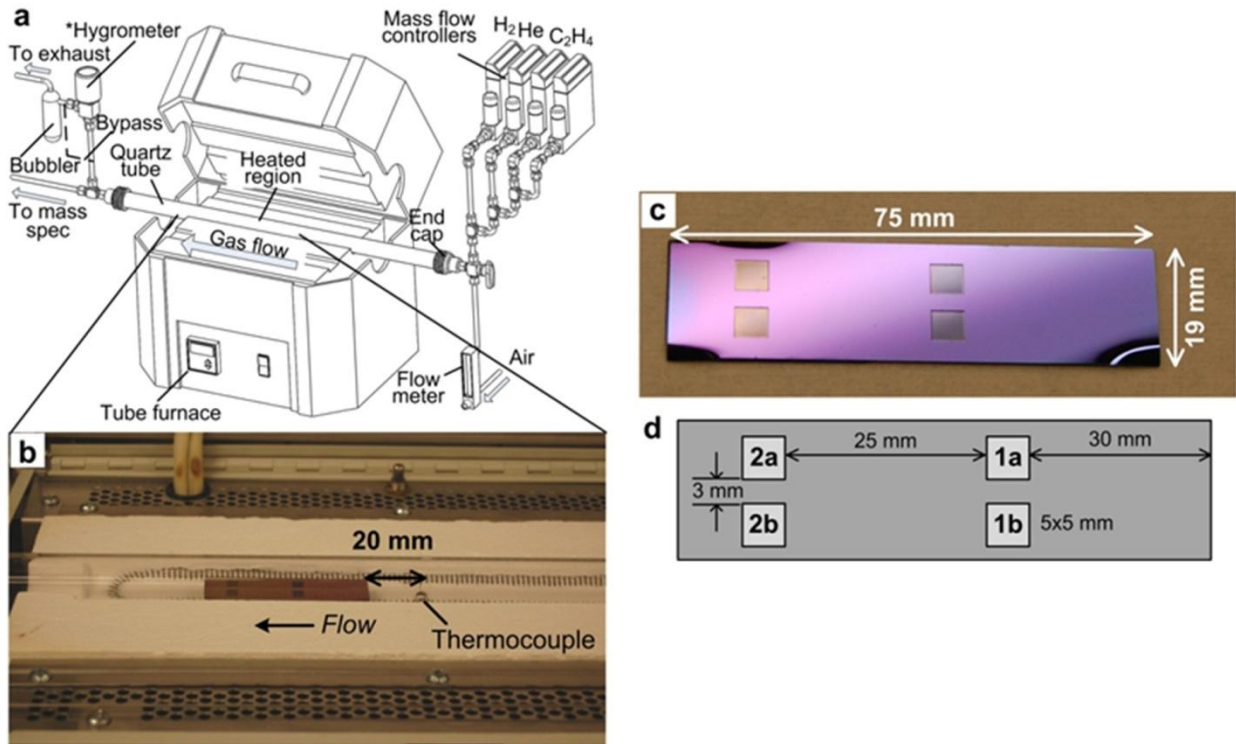 a
*Hygrometer
To exhaust
Bypass
Bubbler
Quartz
tube
Heated
region
To mass
spec
Gas flow
End
cap
Mass flow
controllers
H₂ He C₂H₄
Air
Flow
meter
Tube furnace
b
20 mm
Flow
Thermocouple
c
75 mm
19 mm
d
2a
25 mm
1a
30 mm
3 mm
2b
1b
5x5 mm